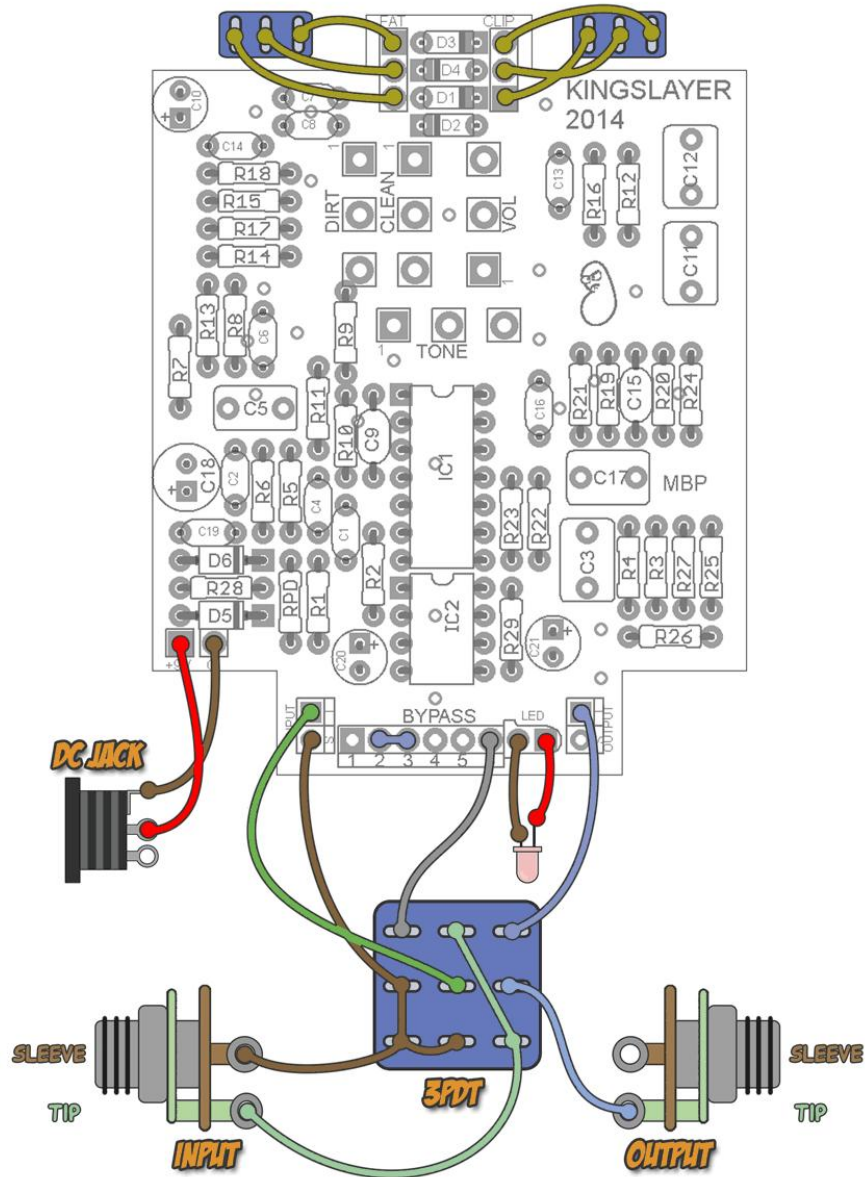 FAT CLIP
D3
D4
D1
D2
KINGSLAYER
2014
C10
C7
C8
C14
R18
R15
R17
R14
1
1
DIRT
CLEAN
VOL
1
C13
R16
R12
C12
C11
R13
R8
C6
R7
R9
1
TONE
R11
R10
C9
C5
IC1
C16
R21
R19
C15
R20
R24
C18
+
C2
R6
R5
C4
C1
R2
C17
MBP
R23
R22
C19
D6
R28
D5
RPD
R1
C3
R4
R3
R27
R25
IC2
R29
R26
C20
+
C21
+
+
BYPASS
LED
OUTPUT
1 2 3 4 5
DC JACK
SLEEVE
TIP
INPUT
3PDT
SLEEVE
TIP
OUTPUT